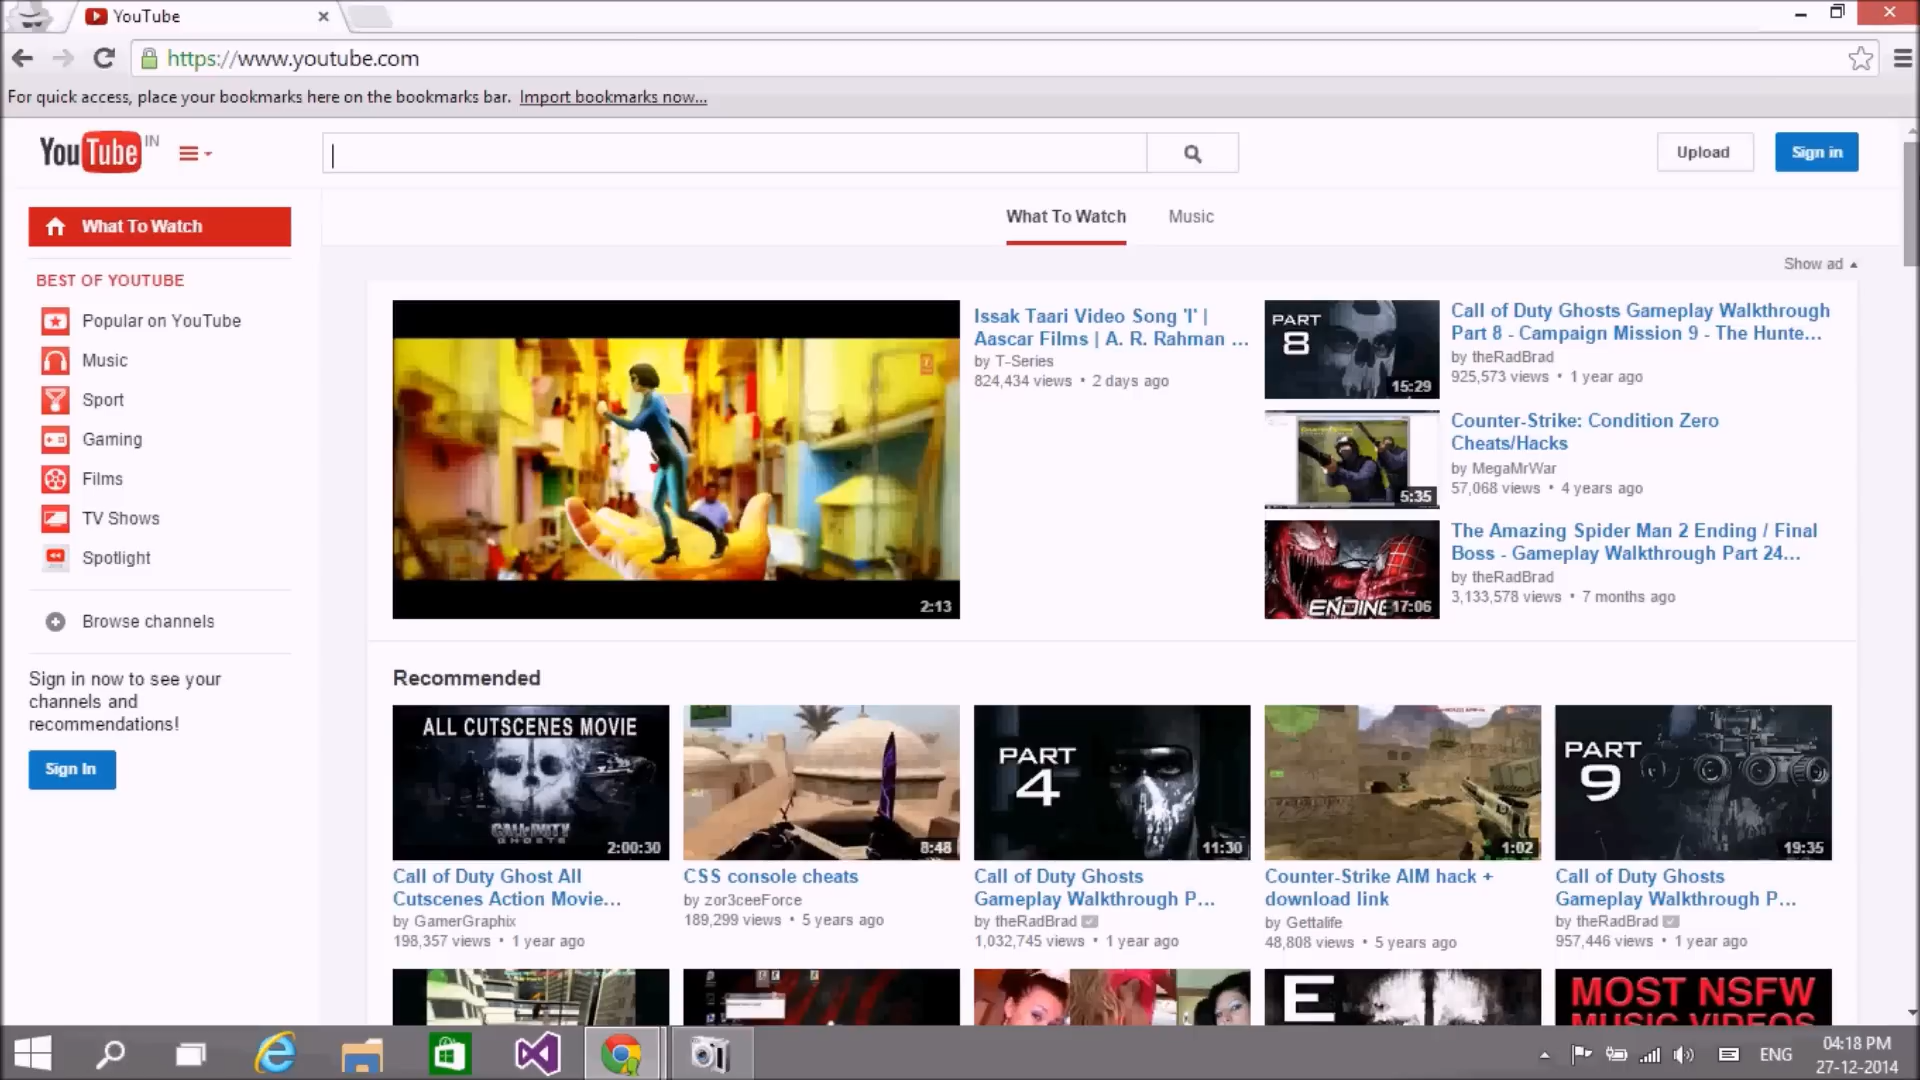 YouTube
https://www.youtube.com
For quick access, place your bookmarks here on the bookmarks bar. Import bookmarks now...
YouTube IN
Upload
Sign in
What To Watch
Music
Show ad
What To Watch
BEST OF YOUTUBE
Popular on YouTube
Music
Sport
Gaming
Films
TV Shows
Spotlight
Browse channels
Sign in now to see your
channels and
recommendations!
Sign In
2:13
Issak Taari Video Song 'I' |
Aascar Films | A. R. Rahman ...
by T-Series
824,434 views • 2 days ago
PART
8
15:29
Call of Duty Ghosts Gameplay Walkthrough
Part 8 - Campaign Mission 9 - The Hunte...
by theRadBrad
925,573 views • 1 year ago
5:35
Counter-Strike: Condition Zero
Cheats/Hacks
by MegaMrWar
57,068 views • 4 years ago
ENDING
17:06
The Amazing Spider Man 2 Ending / Final
Boss - Gameplay Walkthrough Part 24...
by theRadBrad
3,133,578 views • 7 months ago
Recommended
ALL CUTSCENES MOVIE
CALL OF DUTY
GHOSTS
2:00:30
Call of Duty Ghost All
Cutscenes Action Movie...
by GamerGraphix
198,357 views • 1 year ago
8:48
CSS console cheats
by zor3ceeForce
189,299 views • 5 years ago
PART
4
11:30
Call of Duty Ghosts
Gameplay Walkthrough P...
by theRadBrad
1,032,745 views • 1 year ago
1:02
Counter-Strike AIM hack +
download link
by Gettalife
48,808 views • 5 years ago
PART
9
19:35
Call of Duty Ghosts
Gameplay Walkthrough P...
by theRadBrad
957,446 views • 1 year ago
E
MOST NSFW
MUSIC VIDEOS
ENG
04:18 PM
27-12-2014